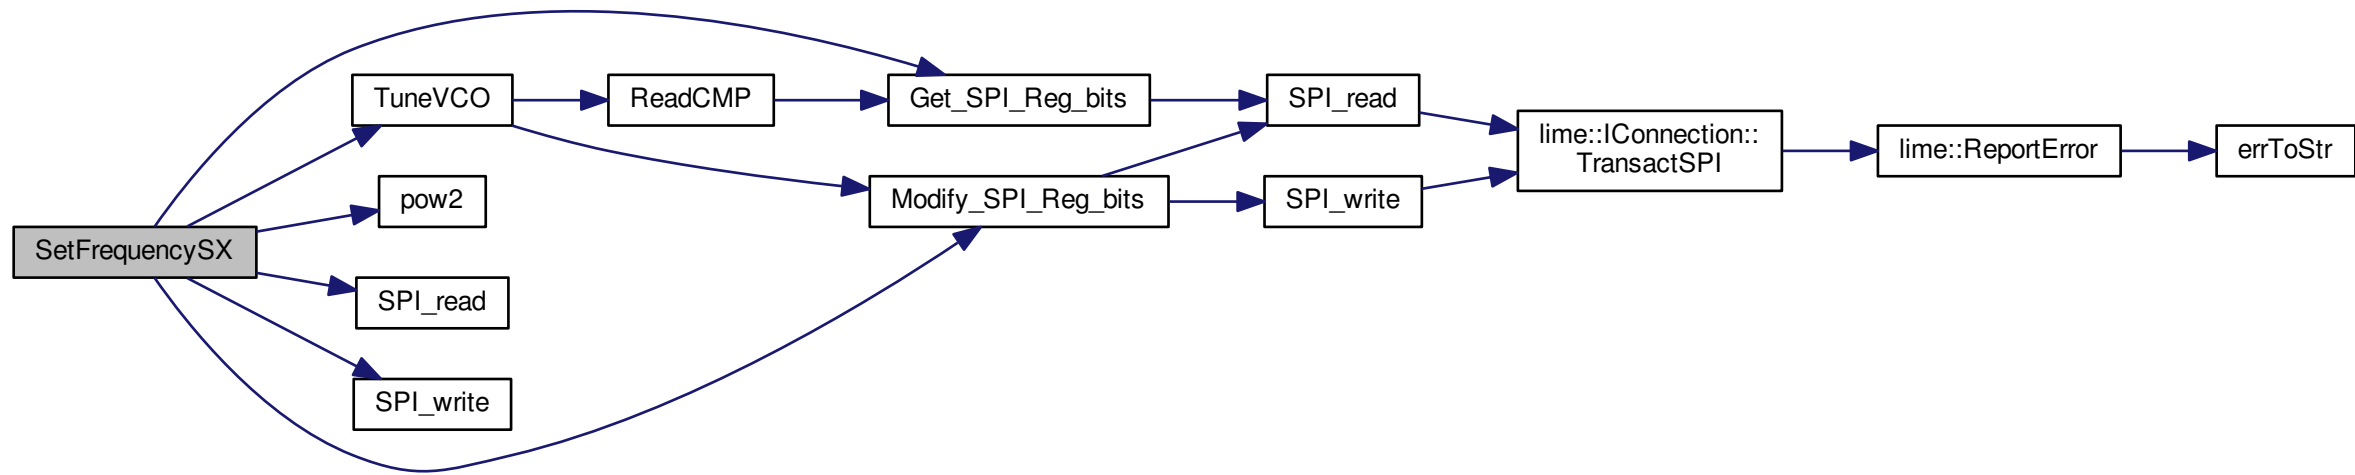 SetFrequencySX
TuneVCO
pow2
SPI_read
SPI_write
ReadCMP
Get_SPI_Reg_bits
Modify_SPI_Reg_bits
SPI_read
SPI_write
lime::IConnection::
TransactSPI
lime::ReportError
errToStr